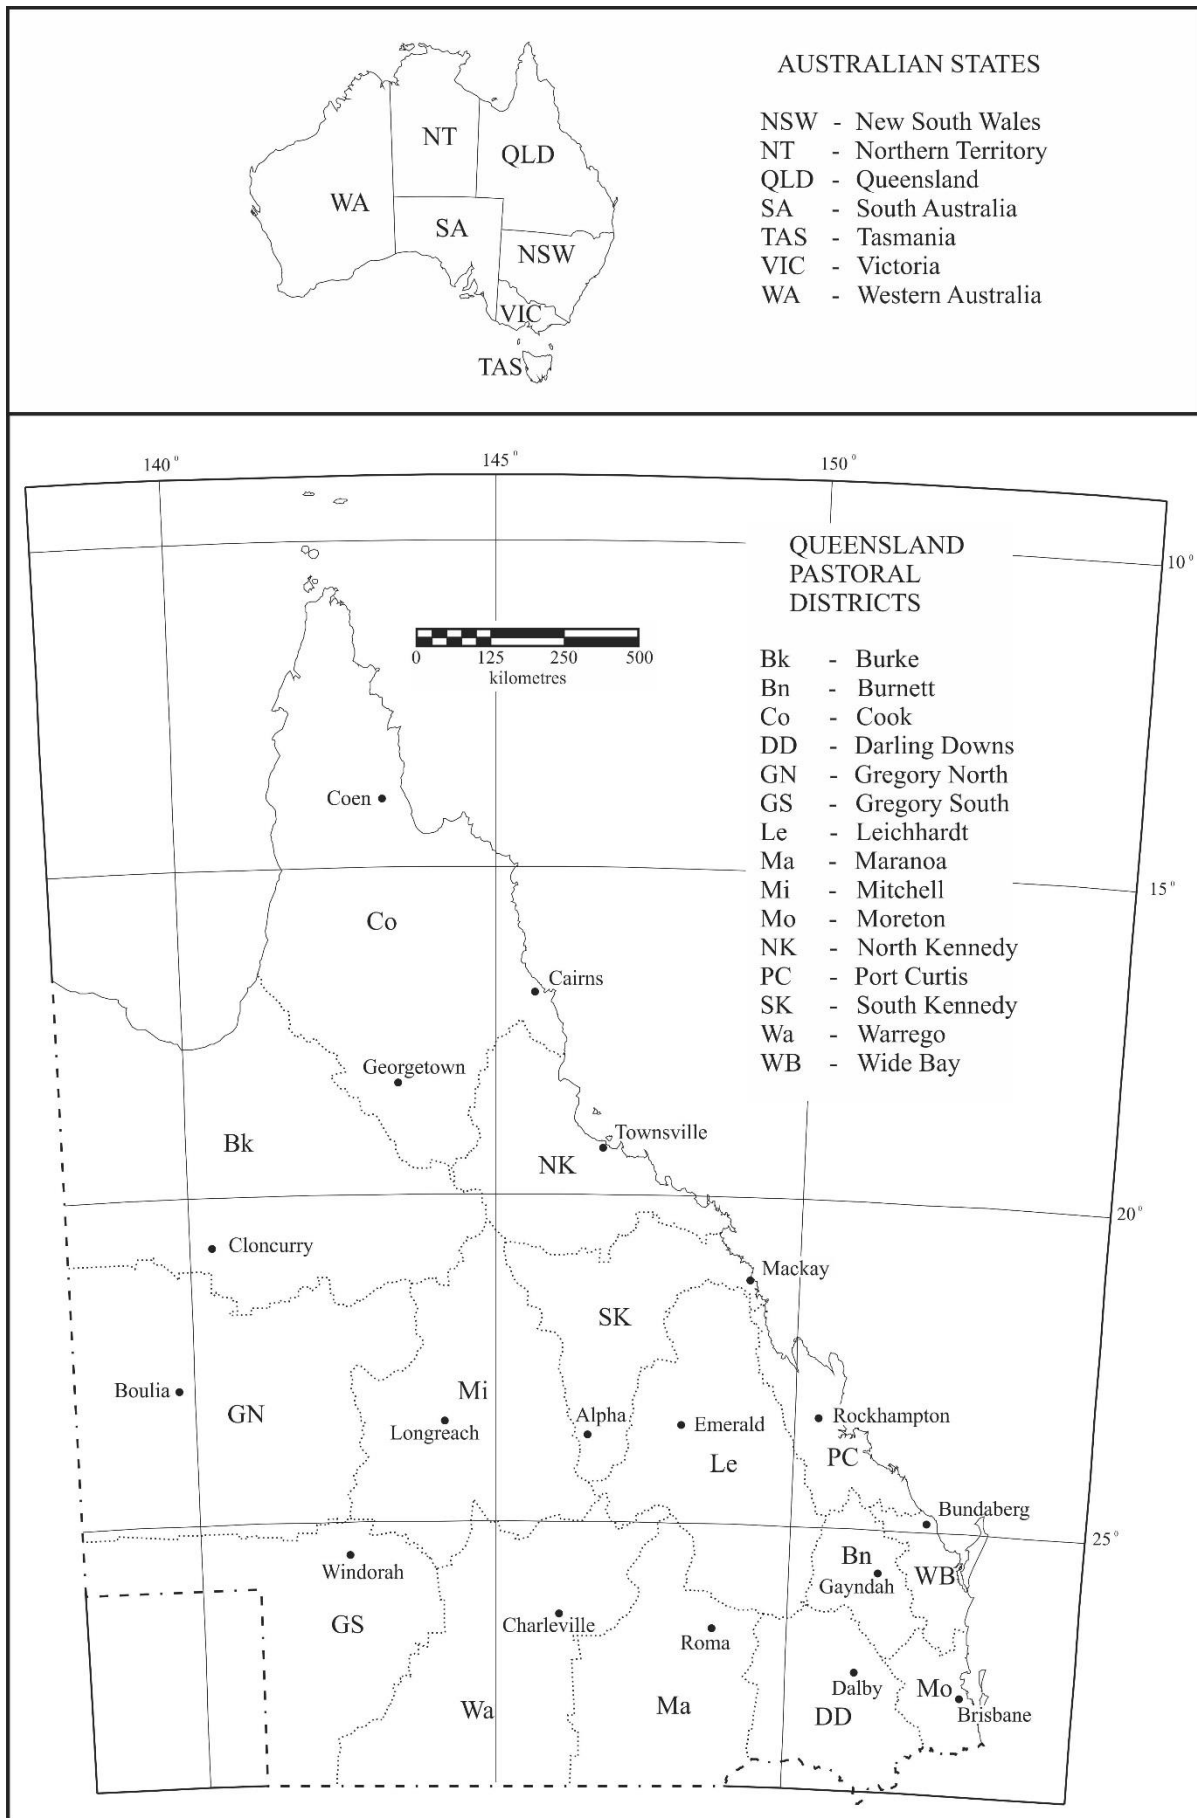 AUSTRALIAN STATES
NSW - New South Wales
NT - Northern Territory
QLD - Queensland
SA - South Australia
TAS - Tasmania
VIC - Victoria
WA - Western Australia
NT
QLD
WA
SA
NSW
VIC
TAS
140°
145°
150°
QUEENSLAND
PASTORAL
DISTRICTS
10°
0 125 250 500
kilometres
Bk - Burke
Bn - Burnett
Co - Cook
DD - Darling Downs
GN - Gregory North
GS - Gregory South
Le - Leichhardt
Ma - Maranoa
Mi - Mitchell
Mo - Moreton
NK - North Kennedy
PC - Port Curtis
SK - South Kennedy
Wa - Warrego
WB - Wide Bay
Coen
15°
Co
Cairns
Georgetown
Townsville
Bk
NK
20°
Cloncurry
Mackay
SK
Boulia
Mi
GN
Longreach
Alpha
Emerald
Rockhampton
Le
PC
Bundaberg
25°
Windorah
Bn
Gayndah
WB
GS
Charleville
Roma
Dalby
Mo
Brisbane
Wa
Ma
DD